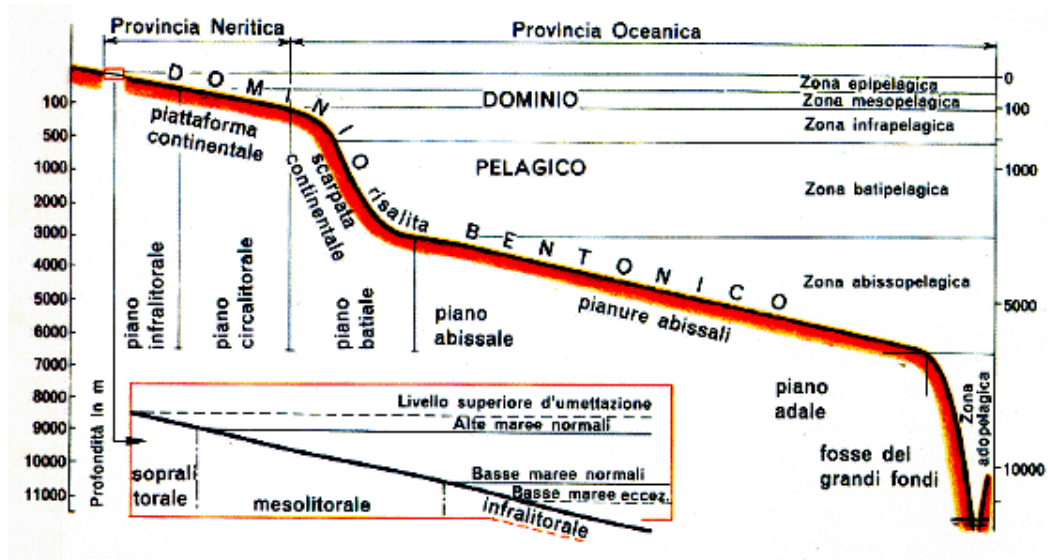 Provincia Neritica
Provincia Oceanica
DOMINIO
BENTONICO
DOMINIO
PELAGICO
Zona epipelagica
Zona mesopelagica
Zona infrapelagica
Zona batipelagica
Zona abissopelagica
Zona
adopelagica
0
100
1000
5000
10000
piattaforma
continentale
scarpata
continentale
risalita
pianure abissali
piano
infralitorale
piano
circalitorale
piano
batiale
piano
abissale
piano
adale
fosse dei
grandi fondi
100
500
1000
2000
3000
4000
5000
6000
7000
8000
9000
10000
11000
Profondità in m
Livello superiore d'umettazione
Alte maree normali
Basse maree normali
Basse maree eccez.
soprali
torale
mesolitorale
infralitorale